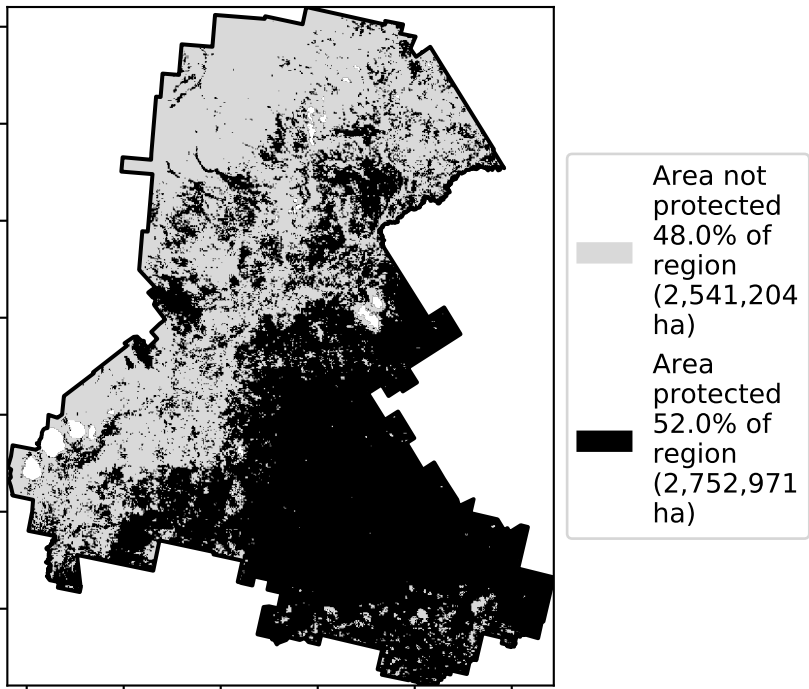 Area not
protected
48.0% of
region
(2,541,204
ha)
Area
protected
52.0% of
region
(2,752,971
ha)